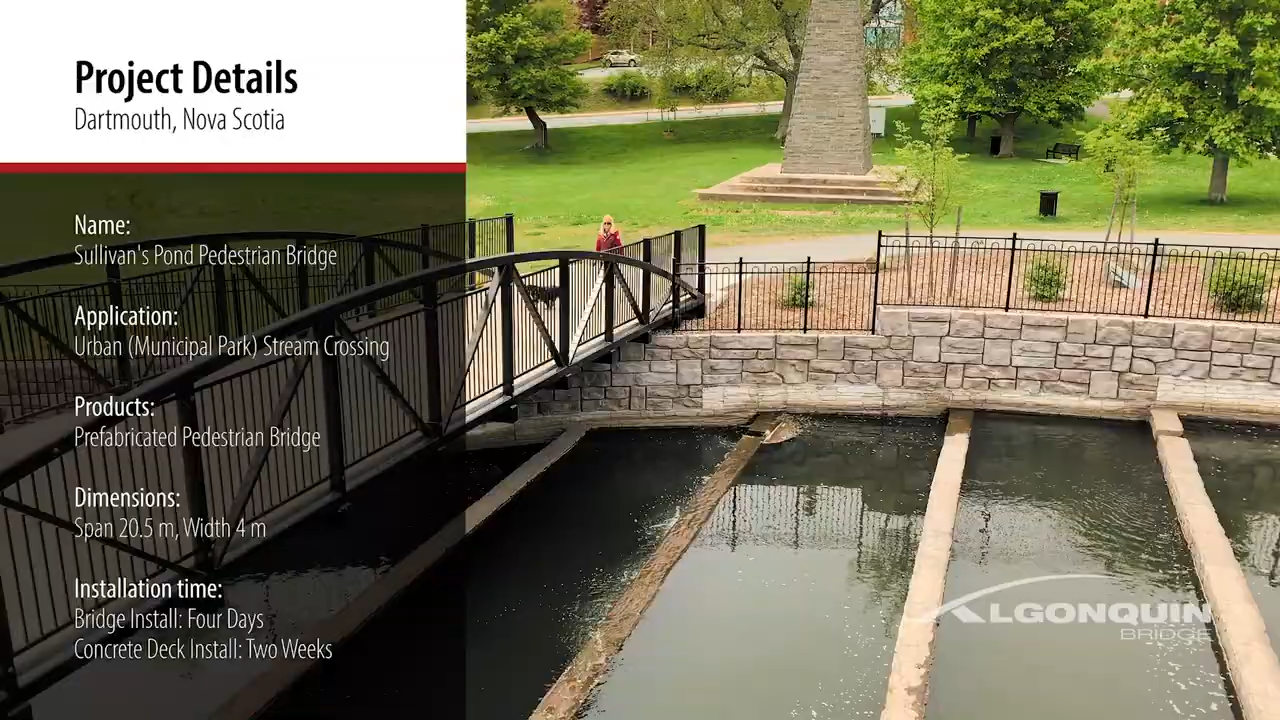 Project Details
Dartmouth, Nova Scotia
Name:
Sullivan's Pond Pedestrian Bridge
Application:
Urban (Municipal Park) Stream Crossing
Products:
Prefabricated Pedestrian Bridge
Dimensions:
Span 20.5 m, Width 4 m
Installation time:
Bridge Install: Four Days
Concrete Deck Install: Two Weeks
ALGONQUIN
BRIDGE